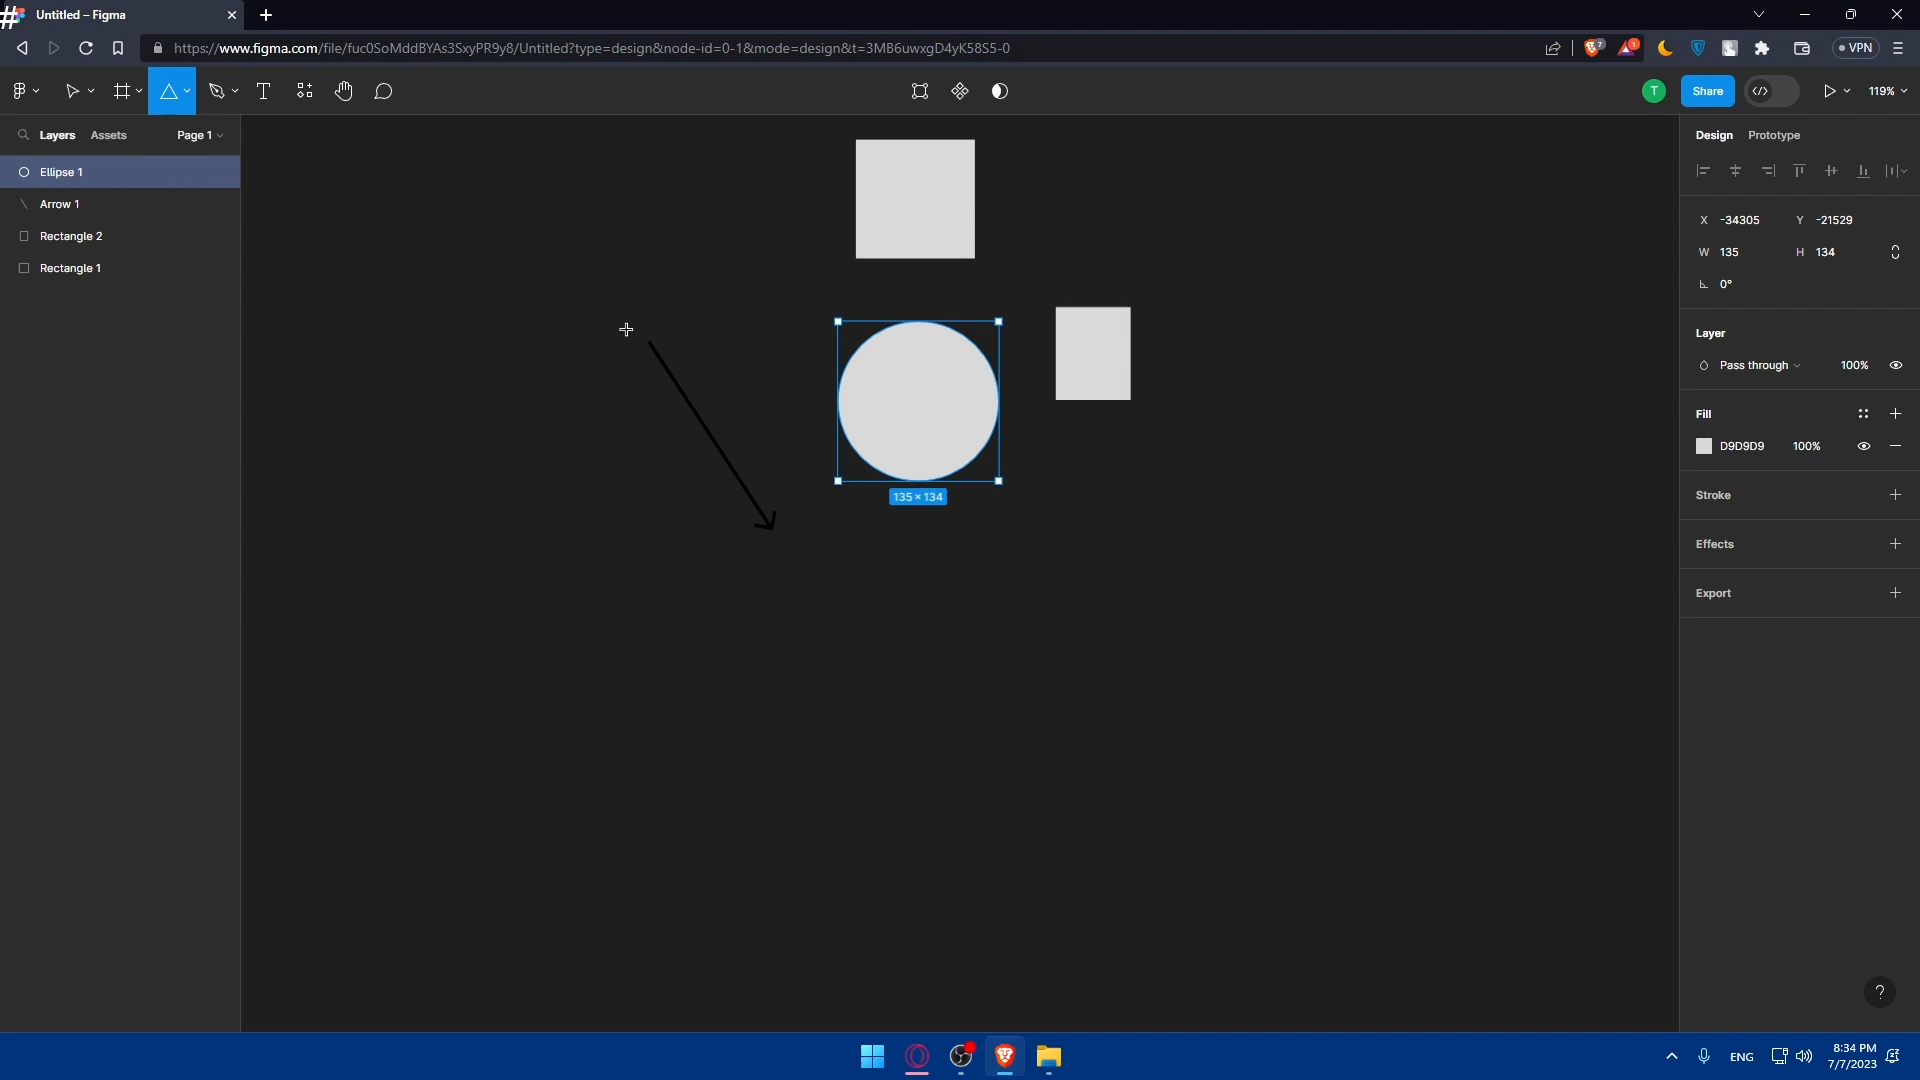 Untitled – Figma
https://www.figma.com/file/fuc0SoMddBYAs3SxyPR9y8/Untitled?type=design&node-id=0-1&mode=design&t=3MB6uwxgD4yK58S5-0
7
1
VPN
T
Share
119%
Layers
Assets
Page 1
Design
Prototype
Ellipse 1
Arrow 1
Rectangle 2
Rectangle 1
X -34305
Y -21529
W 135
H 134
0°
Layer
Pass through
100%
Fill
D9D9D9
100%
Stroke
Effects
Export
135 × 134
?
ENG
8:34 PM
7/7/2023